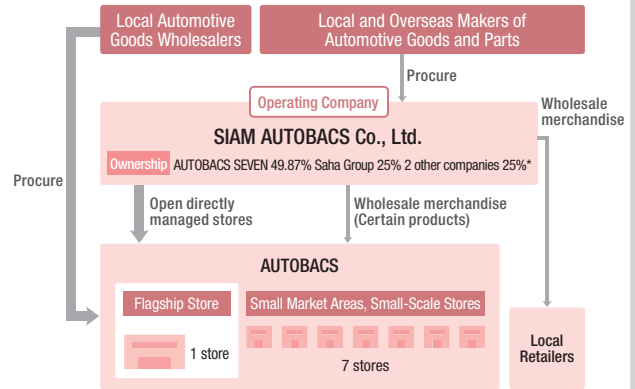 Local Automotive
Goods Wholesalers
Local and Overseas Makers of
Automotive Goods and Parts
Procure
Operating Company
Wholesale
merchandise
SIAM AUTOBACS Co., Ltd.
Ownership AUTOBACS SEVEN 49.87% Saha Group 25% 2 other companies 25%*
Procure
Open directly
managed stores
Wholesale merchandise
(Certain products)
AUTOBACS
Flagship Store
Small Market Areas, Small-Scale Stores
1 store
7 stores
Local
Retailers